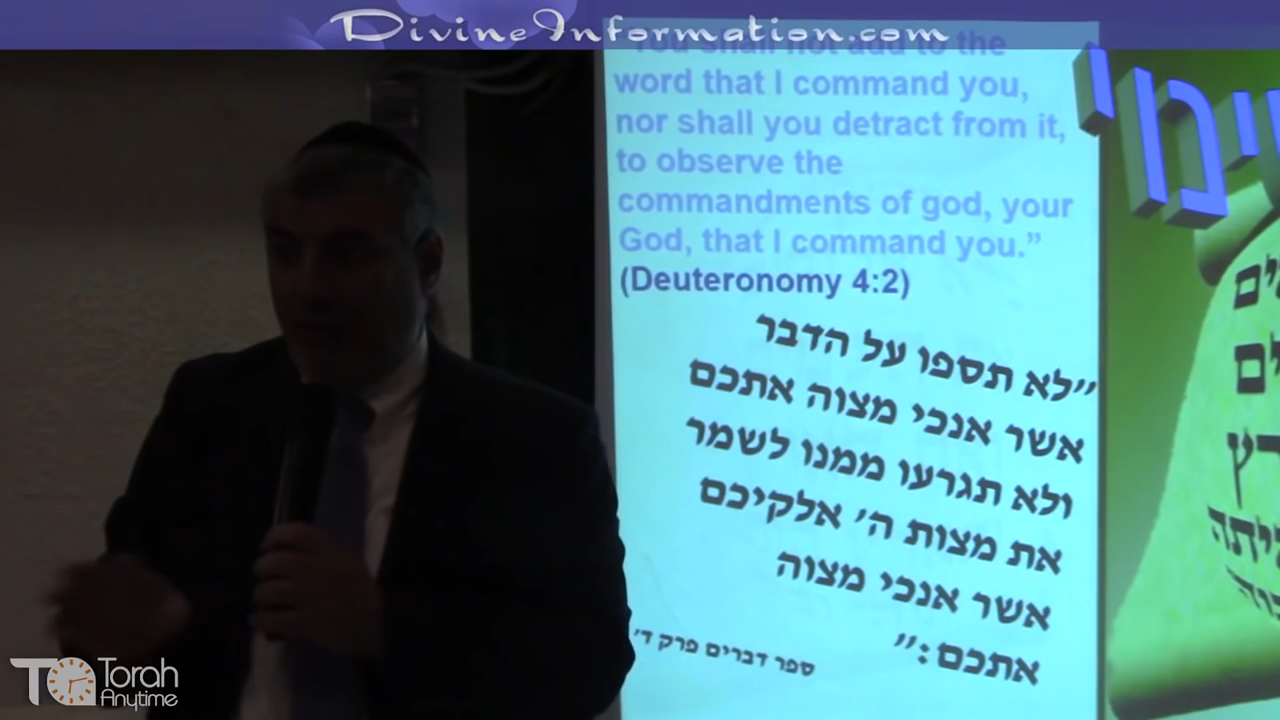 DivineInformation.com
"You shall not add to the
word that I command you,
nor shall you detract from it,
to observe the
commandments of god, your
God, that I command you."
(Deuteronomy 4:2)
״לא תספו על הדבר
אשר אנכי מצוה אתכם
ולא תגרעו ממנו לשמר
את מצות ה׳ אלקיכם
אשר אנכי מצוה
אתכם:״
ספר דברים פרק ד׳
Torah
Anytime